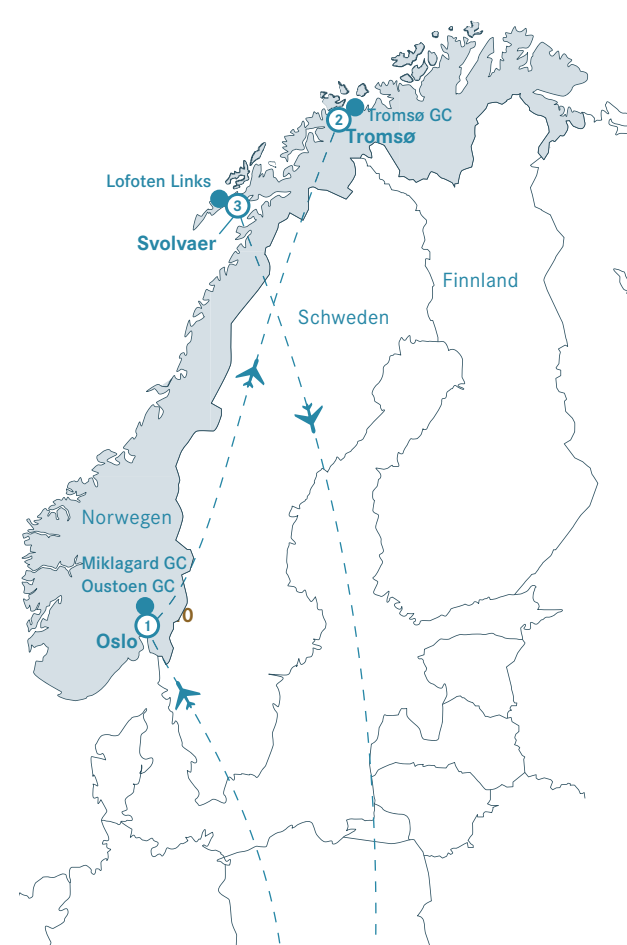 Tromsø GC
2
Tromsø
Lofoten Links
3
Svolvaer
Finnland
Schweden
Norwegen
Miklagard GC
Oustoen GC
0
1
Oslo